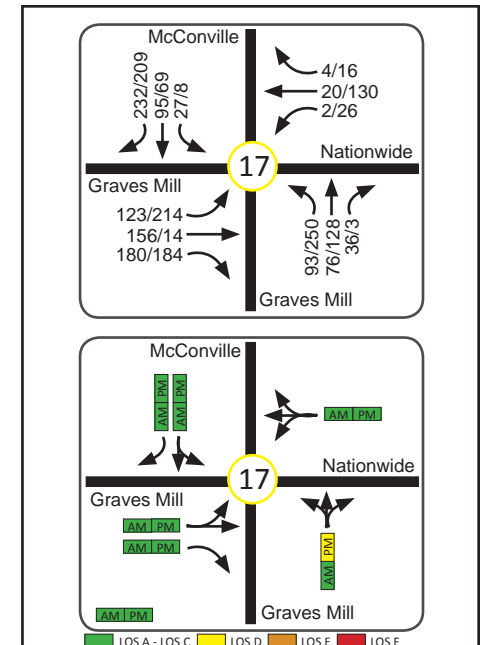 McConville
232/209
95/69
27/8
4/16
20/130
2/26
17
Nationwide
Graves Mill
123/214
156/14
180/184
93/250
76/128
36/3
Graves Mill
McConville
AM PM
AM PM
AM PM
17
Nationwide
Graves Mill
AM PM
AM PM
AM PM
AM PM
Graves Mill
LOS A - LOS C LOS D LOS E LOS F